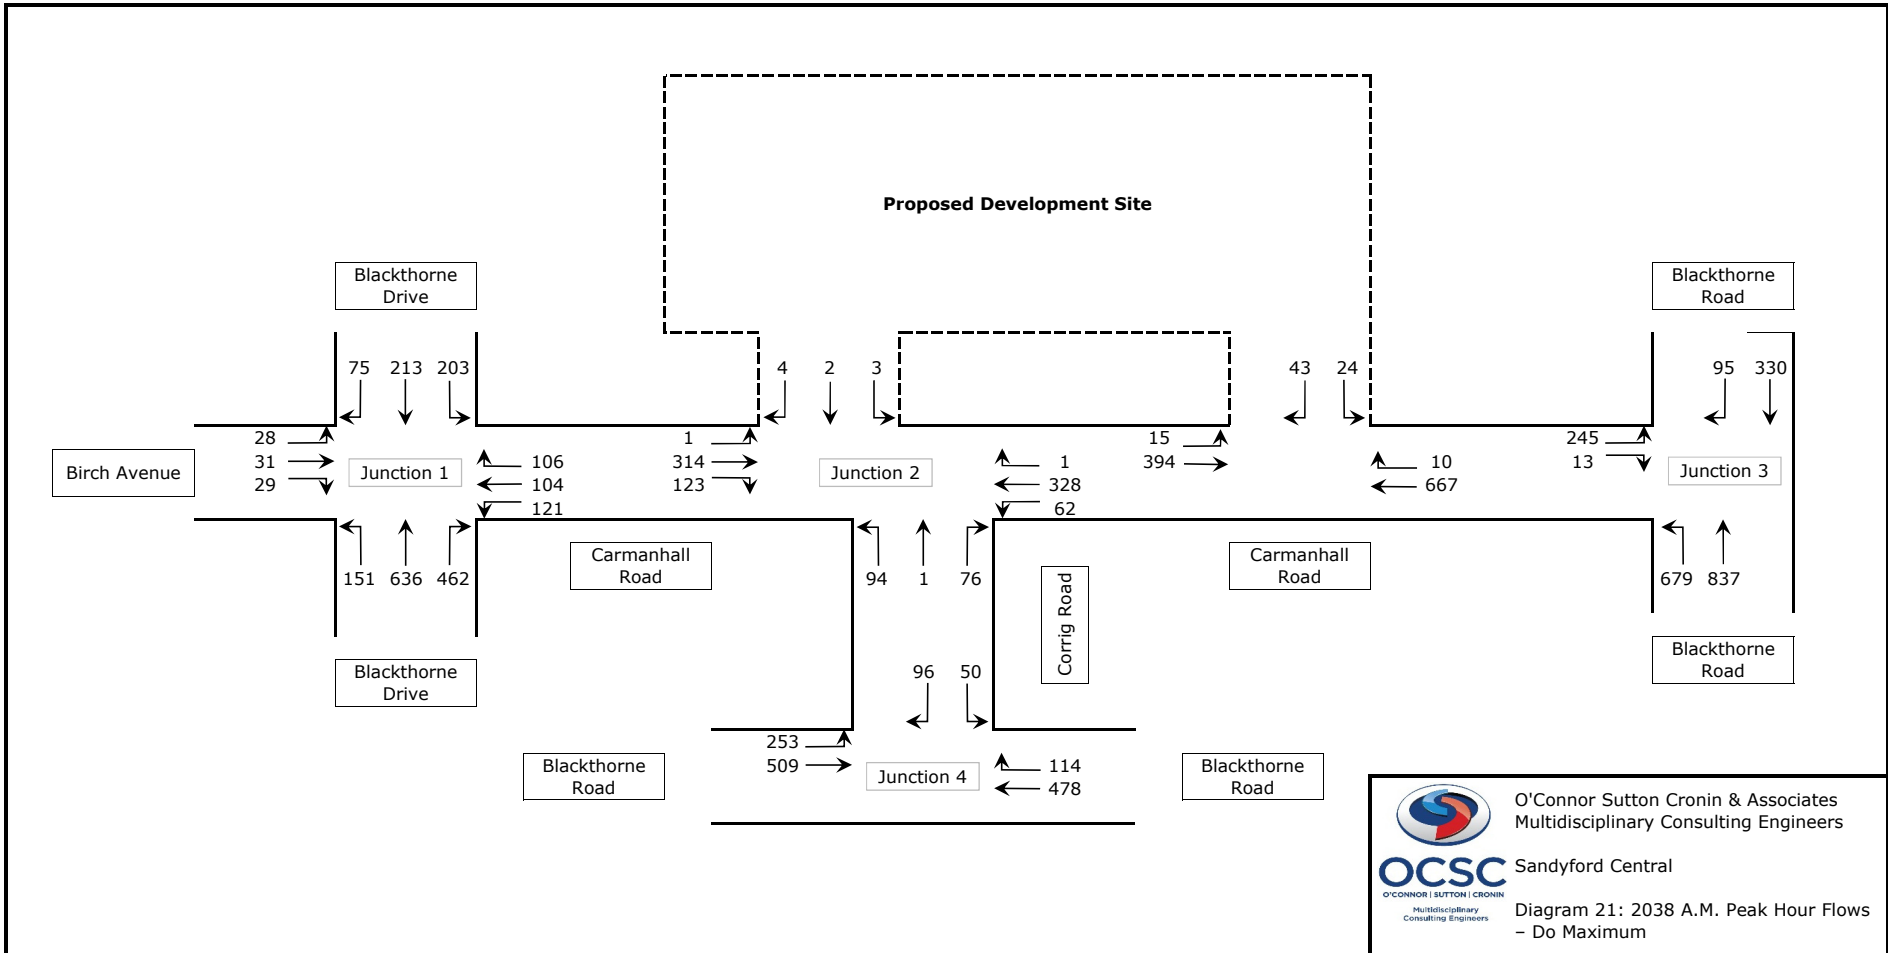 Proposed Development Site
Blackthorne
Drive
Blackthorne
Road
75 213 203
4 2 3
43 24
95 330
28
31
29
Birch Avenue
Junction 1
106
104
121
1
314
123
Junction 2
1
328
62
15
394
10
667
245
13
Junction 3
151 636 462
Carmanhall
Road
94 1 76
Corrig Road
Carmanhall
Road
679 837
Blackthorne
Drive
96 50
Blackthorne
Road
Blackthorne
Road
253
509
Junction 4
114
478
Blackthorne
Road
O'Connor Sutton Cronin & Associates
Multidisciplinary Consulting Engineers
Sandyford Central
Diagram 21: 2038 A.M. Peak Hour Flows
– Do Maximum
OCSC
O'CONNOR | SUTTON | CRONIN
Multidisciplinary
Consulting Engineers